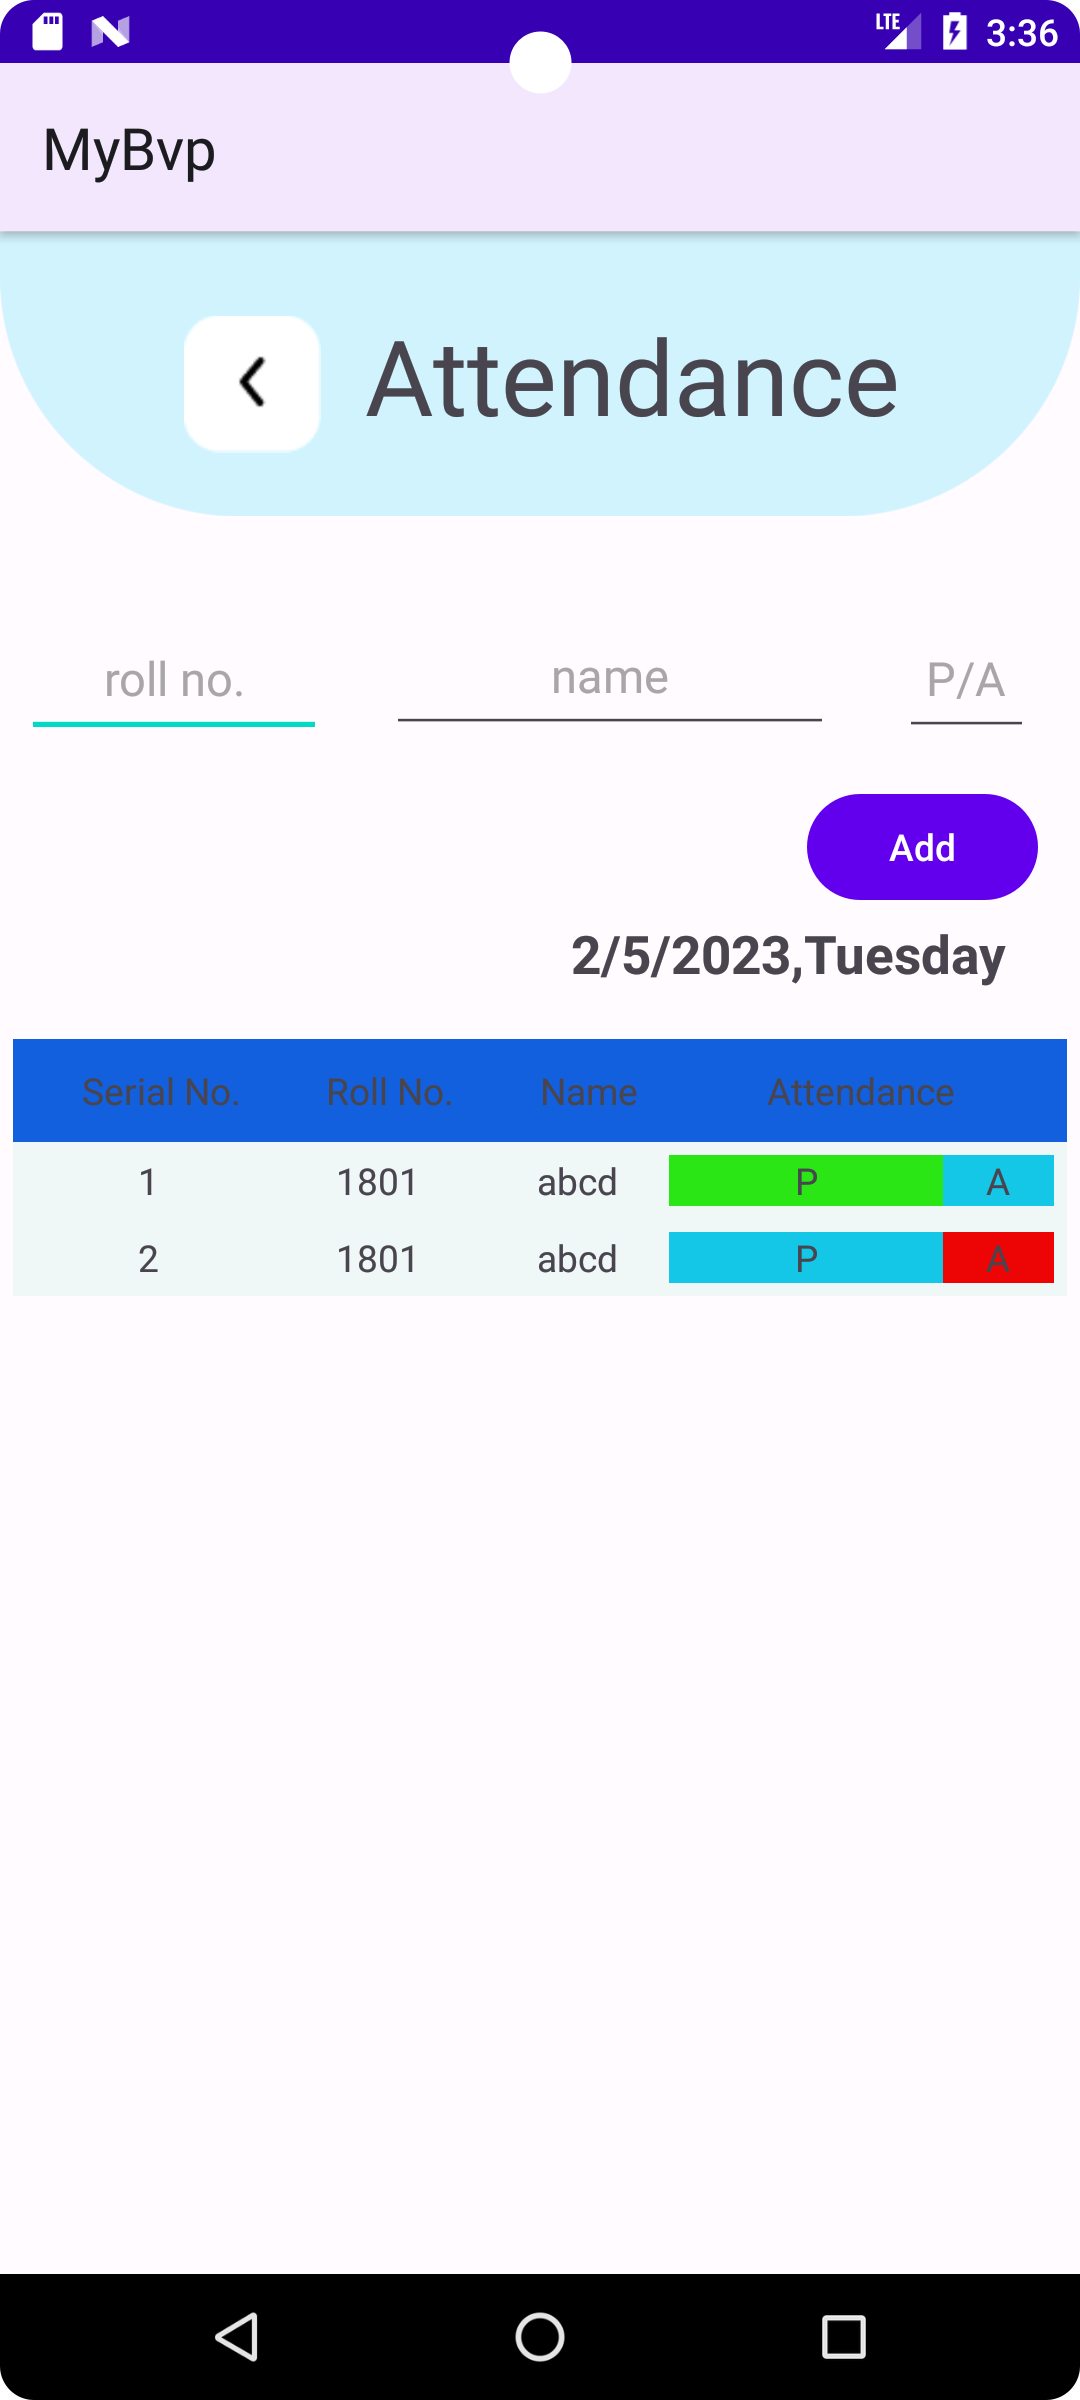 LTE 3:36
MyBvp
Attendance
roll no. name P/A
Add
2/5/2023,Tuesday
Serial No. Roll No. Name Attendance
1 1801 abcd P A
2 1801 abcd P A